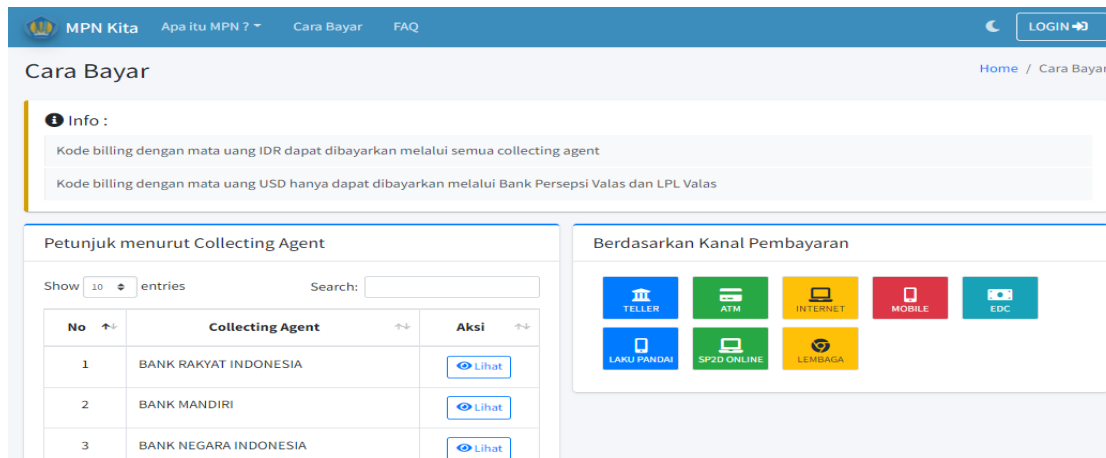 MPN Kita Apa itu MPN ? Cara Bayar FAQ LOGIN
Cara Bayar
Home / Cara Bayar
Info :
Kode billing dengan mata uang IDR dapat dibayarkan melalui semua collecting agent
Kode billing dengan mata uang USD hanya dapat dibayarkan melalui Bank Persepsi Valas dan LPL Valas
Petunjuk menurut Collecting Agent
Show 10 entries Search:
No Collecting Agent Aksi
1 BANK RAKYAT INDONESIA Lihat
2 BANK MANDIRI Lihat
3 BANK NEGARA INDONESIA Lihat
Berdasarkan Kanal Pembayaran
TELLER ATM INTERNET MOBILE EDC
LAKU PANDAI SP2D ONLINE LEMBAGA